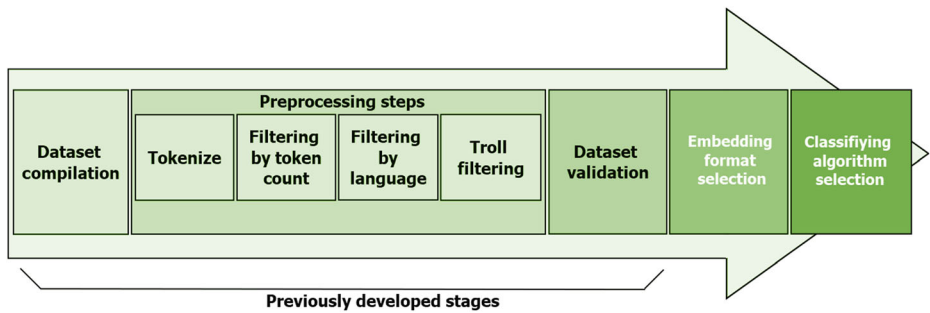 Preprocessing steps
Dataset
compilation
Tokenize
Filtering
by token
count
Filtering
by
language
Troll
filtering
Dataset
validation
Embedding
format
selection
Classifiying
algorithm
selection
Previously developed stages